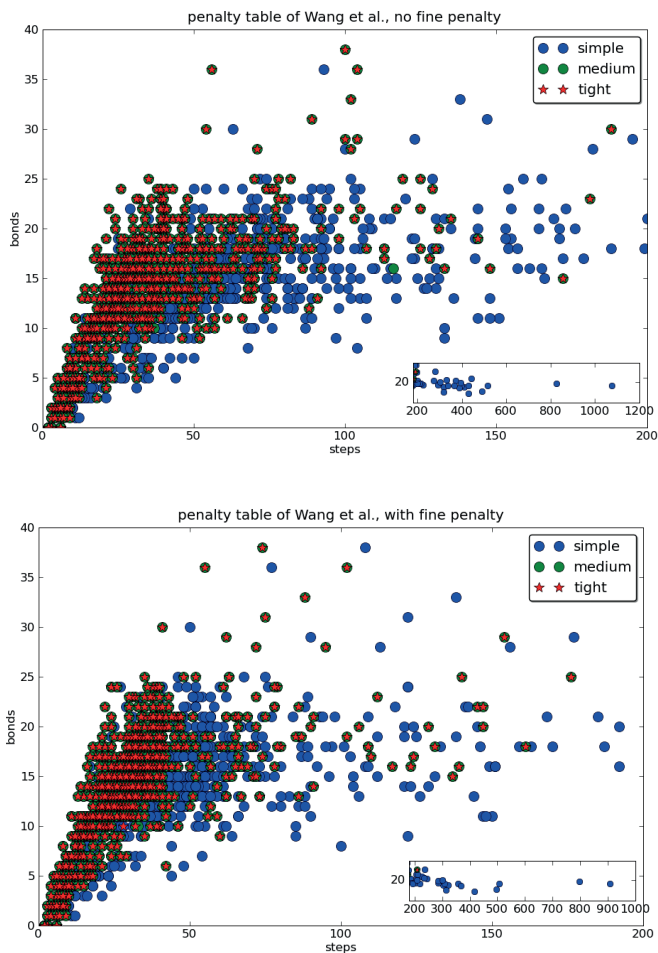 penalty table of Wang et al., no fine penalty
40
35
30
25
20
15
10
5
0
bonds
simple
medium
tight
20
200 400 600 800 1000 1200
0 50 100 150 200
steps
penalty table of Wang et al., with fine penalty
40
35
30
25
20
15
10
5
0
bonds
simple
medium
tight
20
200 300 400 500 600 700 800 900 1000
0 50 100 150 200
steps